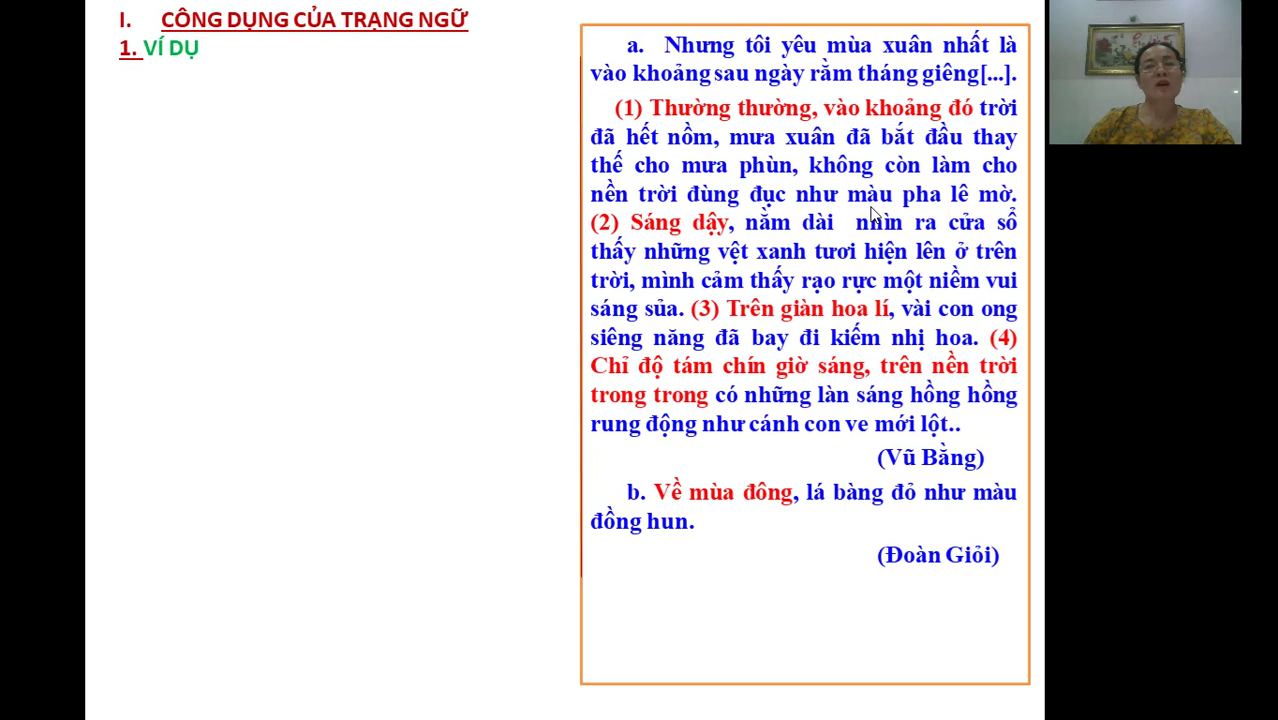 I. CÔNG DỤNG CỦA TRẠNG NGỮ
1. VÍ DỤ
a. Nhưng tôi yêu mùa xuân nhất là
vào khoảng sau ngày rằm tháng giêng[...].
(1) Thường thường, vào khoảng đó trời
đã hết nồm, mưa xuân đã bắt đầu thay
thế cho mưa phùn, không còn làm cho
nền trời đùng đục như màu pha lê mờ.
(2) Sáng dậy, nằm dài nhìn ra cửa sổ
thấy những vệt xanh tươi hiện lên ở trên
trời, mình cảm thấy rạo rực một niềm vui
sáng sủa. (3) Trên giàn hoa lí, vài con ong
siêng năng đã bay đi kiếm nhị hoa. (4)
Chỉ độ tám chín giờ sáng, trên nền trời
trong trong có những làn sáng hồng hồng
rung động như cánh con ve mới lột..
(Vũ Bằng)
b. Về mùa đông, lá bàng đỏ như màu
đồng hun.
(Đoàn Giỏi)